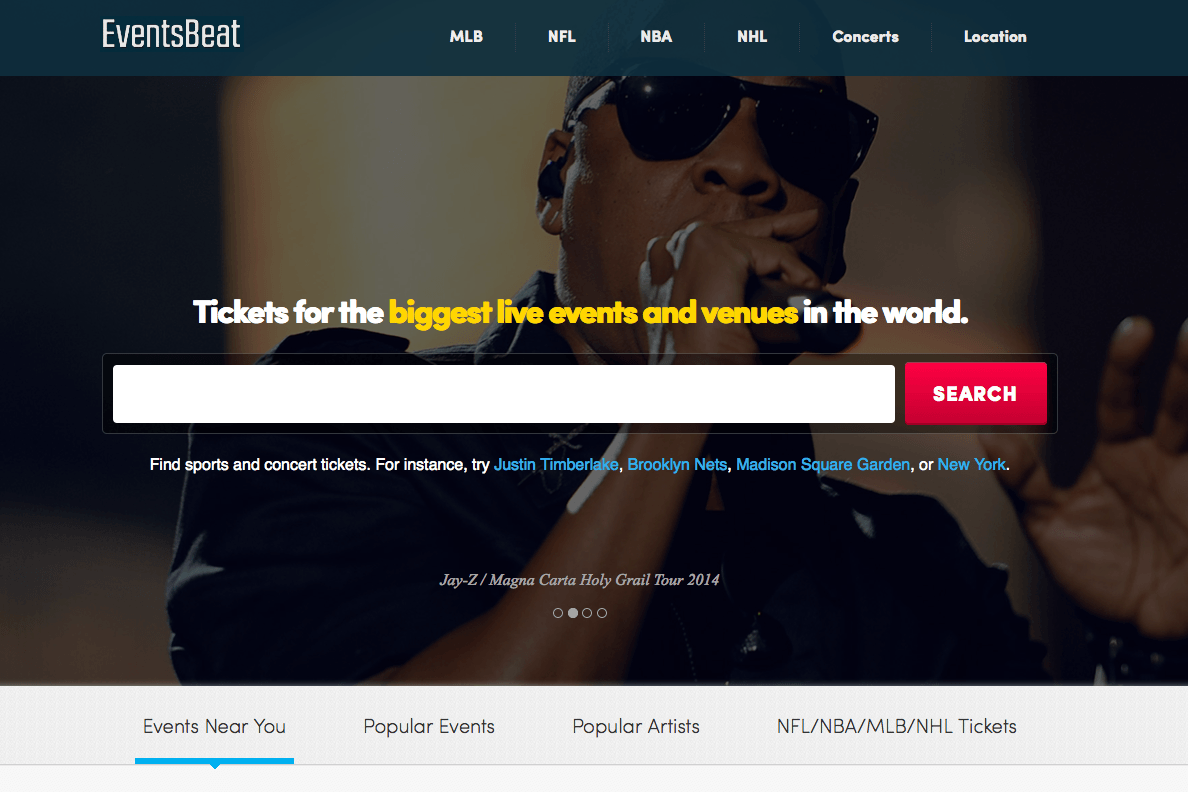 EventsBeat
MLB NFL NBA NHL Concerts Location
Tickets for the biggest live events and venues in the world.
SEARCH
Find sports and concert tickets. For instance, try Justin Timberlake, Brooklyn Nets, Madison Square Garden, or New York.
Jay-Z / Magna Carta Holy Grail Tour 2014
Events Near You Popular Events Popular Artists NFL/NBA/MLB/NHL Tickets